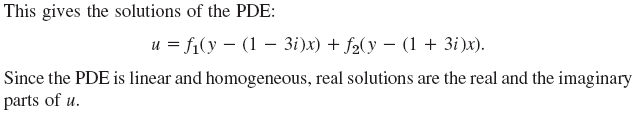 This gives the solutions of the PDE:
u = f₁(y − (1 − 3i)x) + f₂(y − (1 + 3i)x).
Since the PDE is linear and homogeneous, real solutions are the real and the imaginary
parts of u.